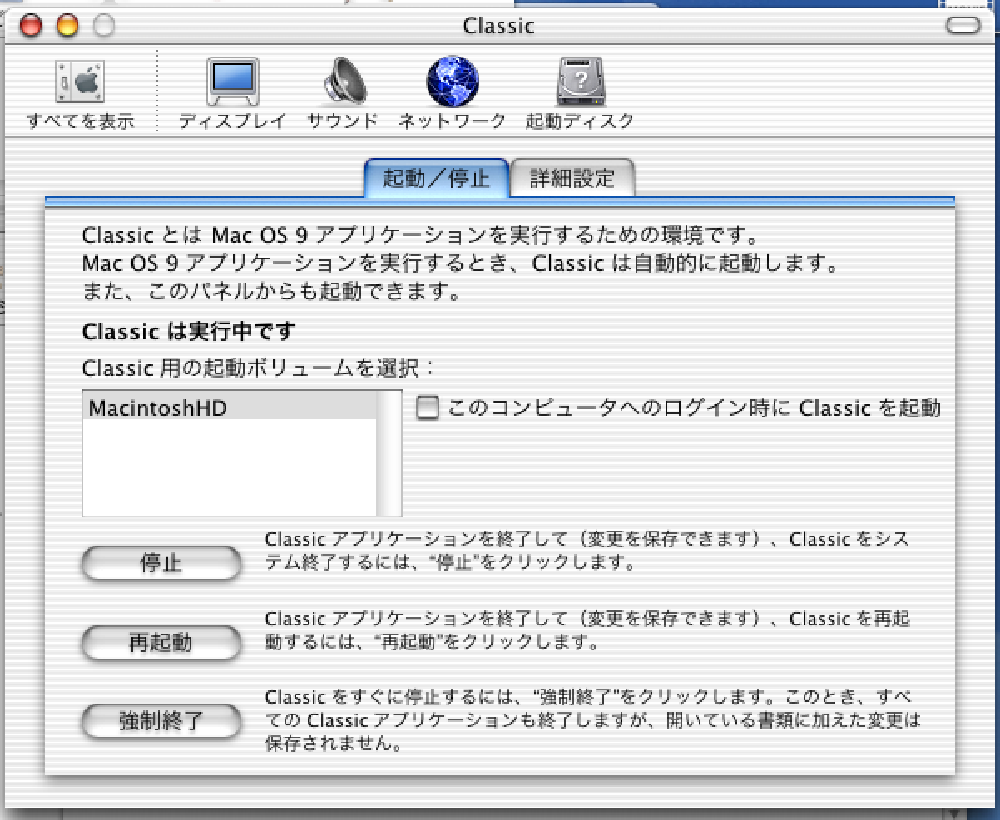 Classic
すべてを表示
ディスプレイ
サウンド
ネットワーク
起動ディスク
起動／停止
詳細設定
Classic とは Mac OS 9 アプリケーションを実行するための環境です。
Mac OS 9 アプリケーションを実行するとき、Classic は自動的に起動します。
また、このパネルからも起動できます。
Classic は実行中です
Classic 用の起動ボリュームを選択：
MacintoshHD
このコンピュータへのログイン時に Classic を起動
停止
Classic アプリケーションを終了して（変更を保存できます）、Classic をシス
テム終了するには、“停止”をクリックします。
再起動
Classic アプリケーションを終了して（変更を保存できます）、Classic を再起
動するには、“再起動”をクリックします。
強制終了
Classic をすぐに停止するには、“強制終了”をクリックします。このとき、すべ
ての Classic アプリケーションも終了しますが、開いている書類に加えた変更は
保存されません。